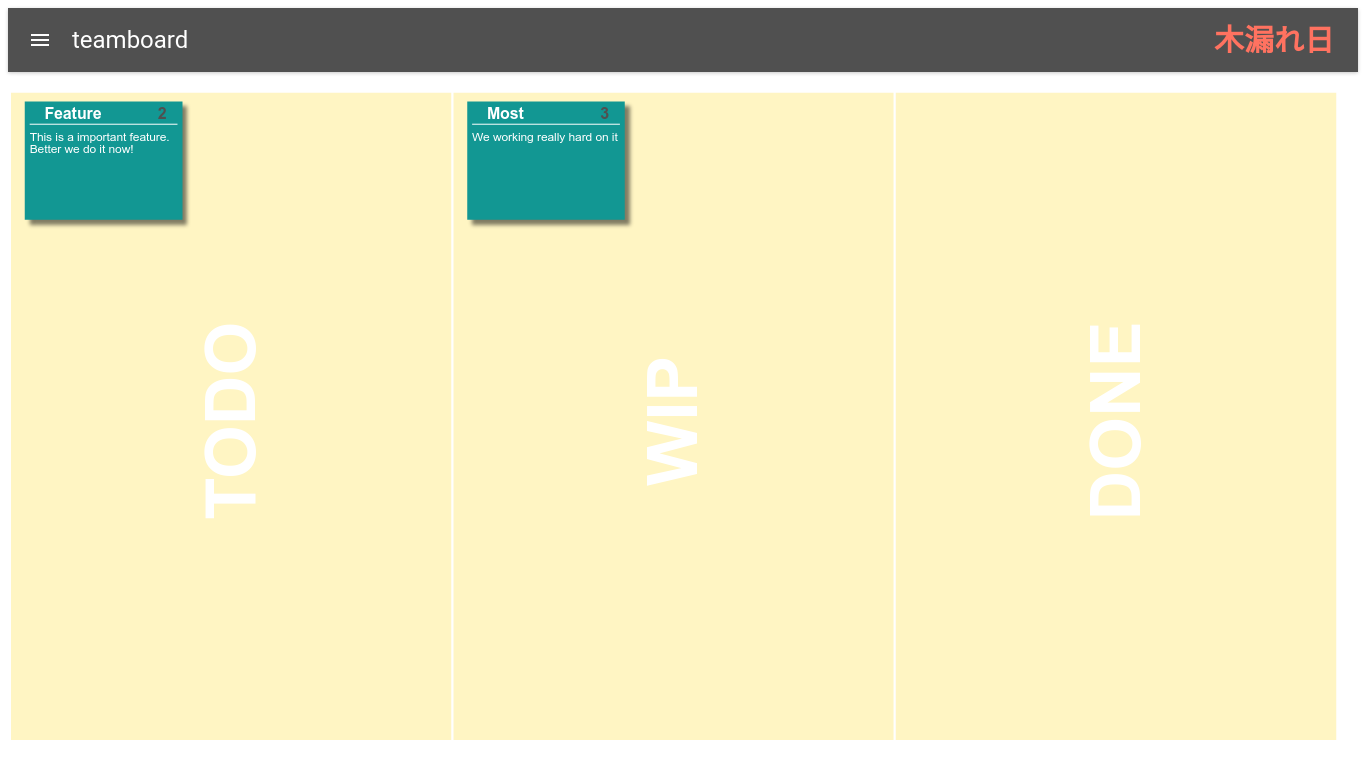 teamboard
木漏れ日
Feature 2
This is a important feature.
Better we do it now!
Most 3
We working really hard on it
TODO
WIP
DONE